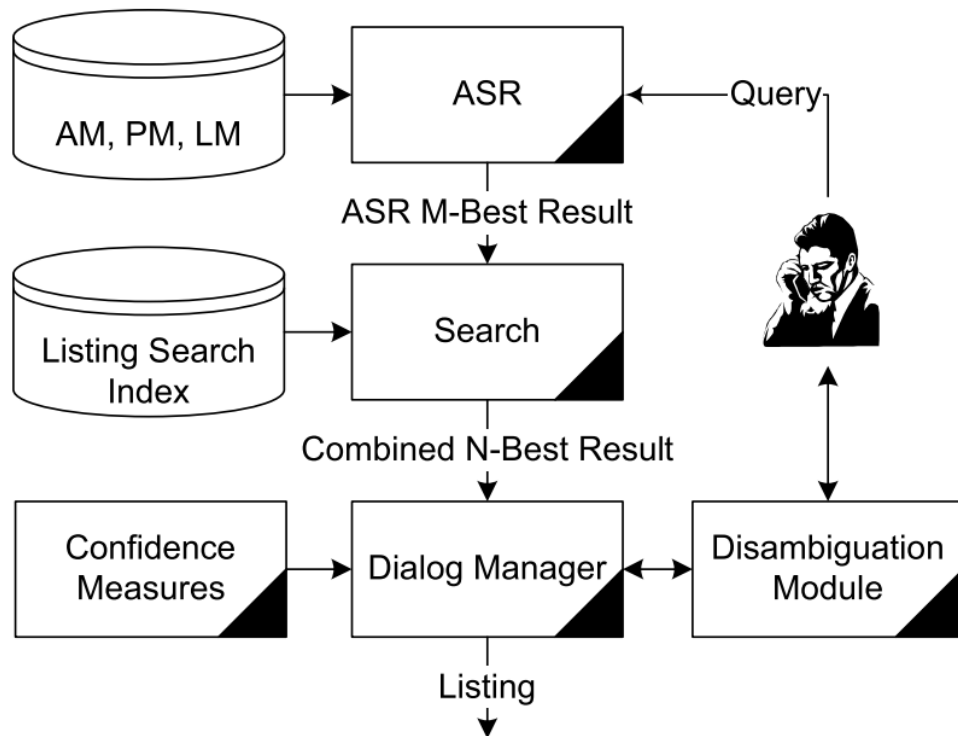 AM, PM, LM
ASR
Query
ASR M-Best Result
Listing Search
Index
Search
Combined N-Best Result
Confidence
Measures
Dialog Manager
Disambiguation
Module
Listing